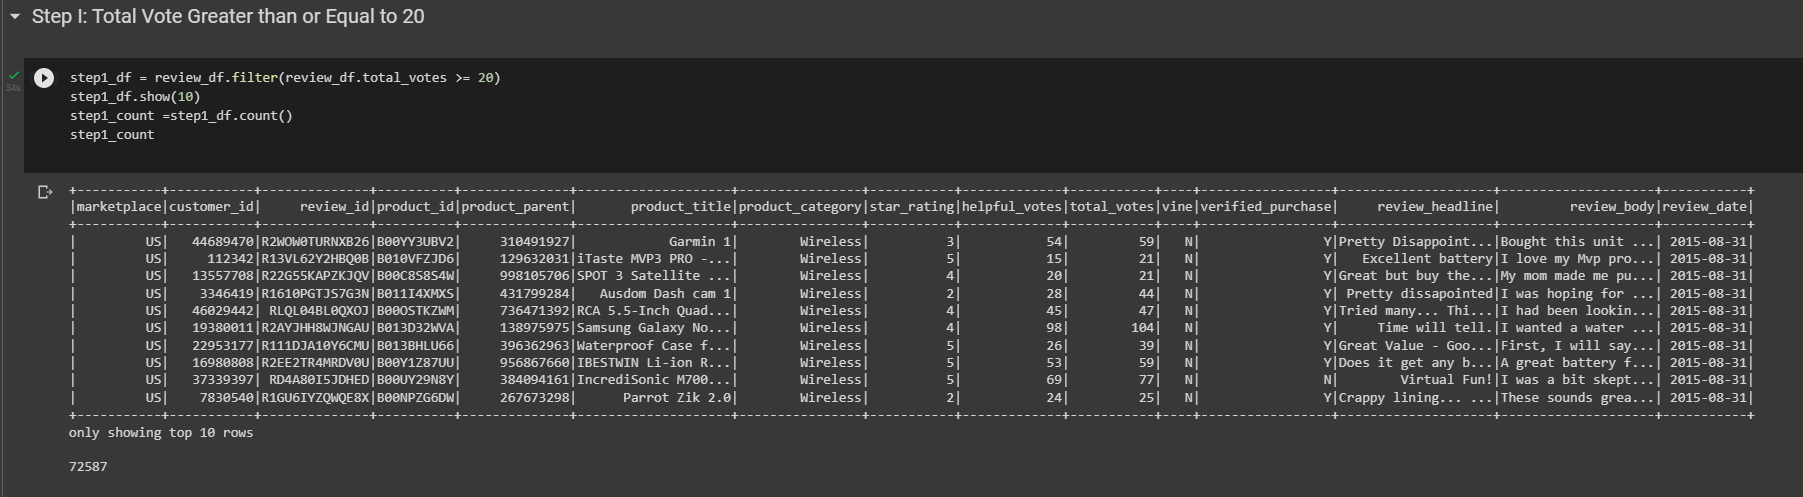 Step I: Total Vote Greater than or Equal to 20
34s
step1_df = review_df.filter(review_df.total_votes >= 20)
step1_df.show(10)
step1_count =step1_df.count()
step1_count
+-----------+-----------+--------------+----------+--------------+--------------------+----------------+-----------+-------------+-----------+----+-----------------+--------------------+--------------------+-----------+
|marketplace|customer_id|     review_id|product_id|product_parent|       product_title|product_category|star_rating|helpful_votes|total_votes|vine|verified_purchase|     review_headline|         review_body|review_date|
+-----------+-----------+--------------+----------+--------------+--------------------+----------------+-----------+-------------+-----------+----+-----------------+--------------------+--------------------+-----------+
|         US|   44689470|R2WOW0TURNXB26|B00YY3UBV2|     310491927|            Garmin 1|        Wireless|          3|           54|         59|   N|                Y|Pretty Disappoint...|Bought this unit ...| 2015-08-31|
|         US|     112342|R13VL62Y2HBQ0B|B010VFZJD6|     129632031|iTaste MVP3 PRO -...|        Wireless|          5|           15|         21|   N|                Y|   Excellent battery|I love my Mvp pro...| 2015-08-31|
|         US|   13557708|R22G55KAPZKJQV|B00C8S8S4W|     998105706|SPOT 3 Satellite ...|        Wireless|          4|           20|         21|   N|                Y|Great but buy the...|My mom made me pu...| 2015-08-31|
|         US|    3346419|R1610PGTJS7G3N|B011I4XMXS|     431799284|   Ausdom Dash cam 1|        Wireless|          2|           28|         44|   N|                Y| Pretty dissapointed|I was hoping for ...| 2015-08-31|
|         US|   46029442| RLQL04BL0QXOJ|B00OSTKZWM|     736471392|RCA 5.5-Inch Quad...|        Wireless|          4|           45|         47|   N|                Y|Tried many... Thi...|I had been lookin...| 2015-08-31|
|         US|   19380011|R2AYJHH8WJNGAU|B013D32WVA|     138975975|Samsung Galaxy No...|        Wireless|          4|           98|        104|   N|                Y|     Time will tell.|I wanted a water ...| 2015-08-31|
|         US|   22953177|R111DJA10Y6CMU|B013BHLU66|     396362963|Waterproof Case f...|        Wireless|          5|           26|         39|   N|                Y|Great Value - Goo...|First, I will say...| 2015-08-31|
|         US|   16980808|R2EE2TR4MRDV0U|B00Y1Z87UU|     956867660|IBESTWIN Li-ion R...|        Wireless|          5|           53|         59|   N|                Y|Does it get any b...|A great battery f...| 2015-08-31|
|         US|   37339397| RD4A80I5JDHED|B00UY29N8Y|     384094161|IncrediSonic M700...|        Wireless|          5|           69|         77|   N|                N|        Virtual Fun!|I was a bit skept...| 2015-08-31|
|         US|    7830540|R1GU6IYZQWQE8X|B00NPZG6DW|     267673298|      Parrot Zik 2.0|        Wireless|          2|           24|         25|   N|                Y|Crappy lining... ...|These sounds grea...| 2015-08-31|
+-----------+-----------+--------------+----------+--------------+--------------------+----------------+-----------+-------------+-----------+----+-----------------+--------------------+--------------------+-----------+
only showing top 10 rows
72587